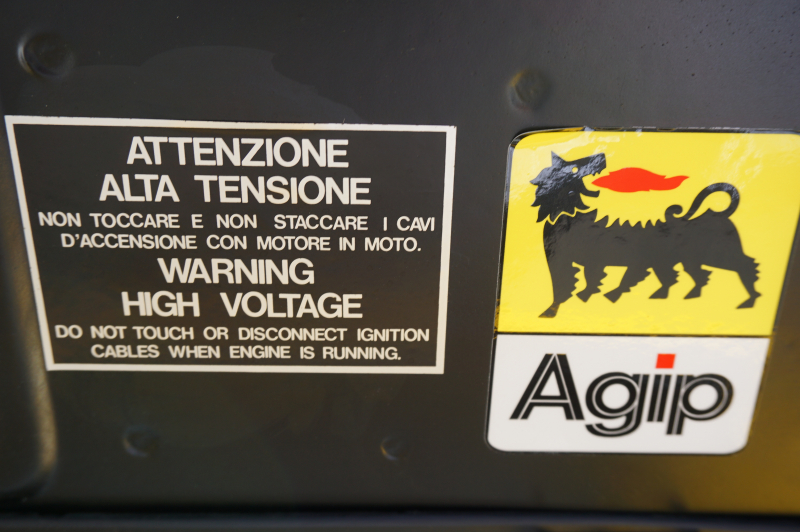 ATTENZIONE
ALTA TENSIONE
NON TOCCARE E NON STACCARE I CAVI
D'ACCENSIONE CON MOTORE IN MOTO.
WARNING
HIGH VOLTAGE
DO NOT TOUCH OR DISCONNECT IGNITION
CABLES WHEN ENGINE IS RUNNING.
Agip